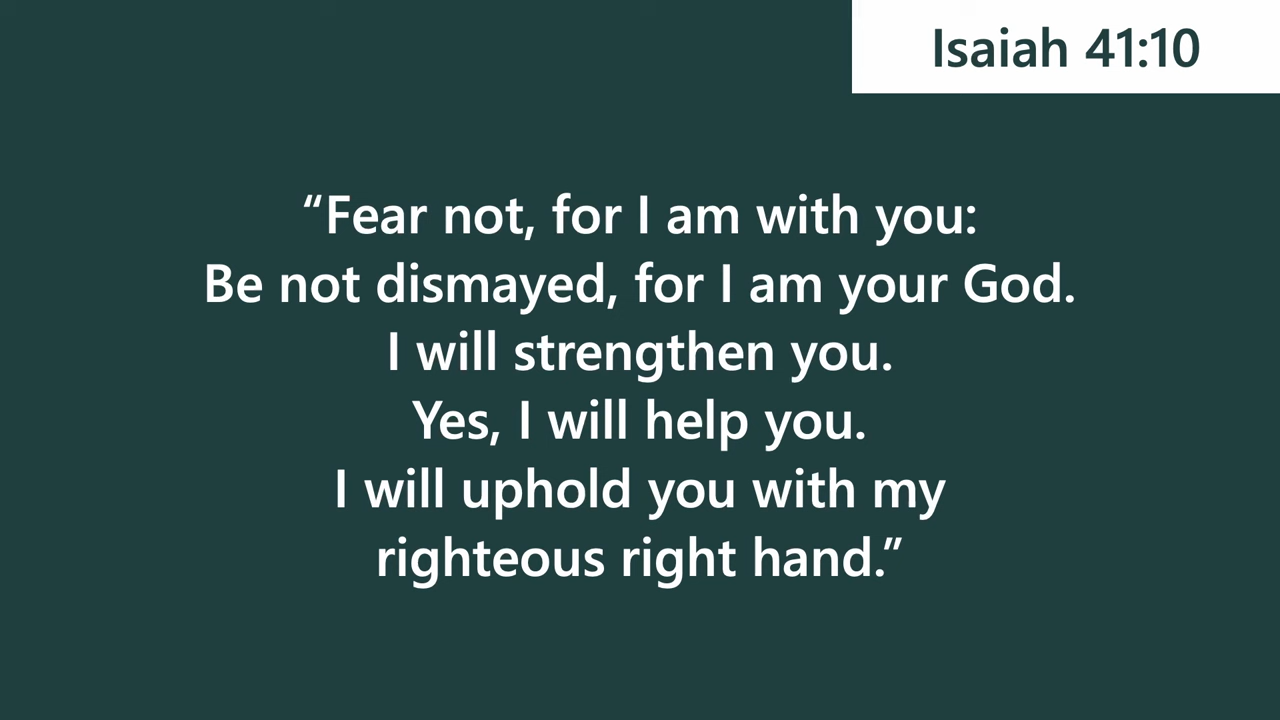 Isaiah 41:10
“Fear not, for I am with you:
Be not dismayed, for I am your God.
I will strengthen you.
Yes, I will help you.
I will uphold you with my
righteous right hand.”